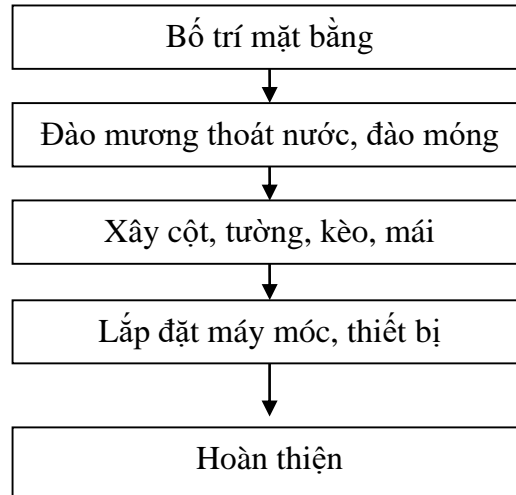 Bố trí mặt bằng
Đào mương thoát nước, đào móng
Xây cột, tường, kèo, mái
Lắp đặt máy móc, thiết bị
Hoàn thiện